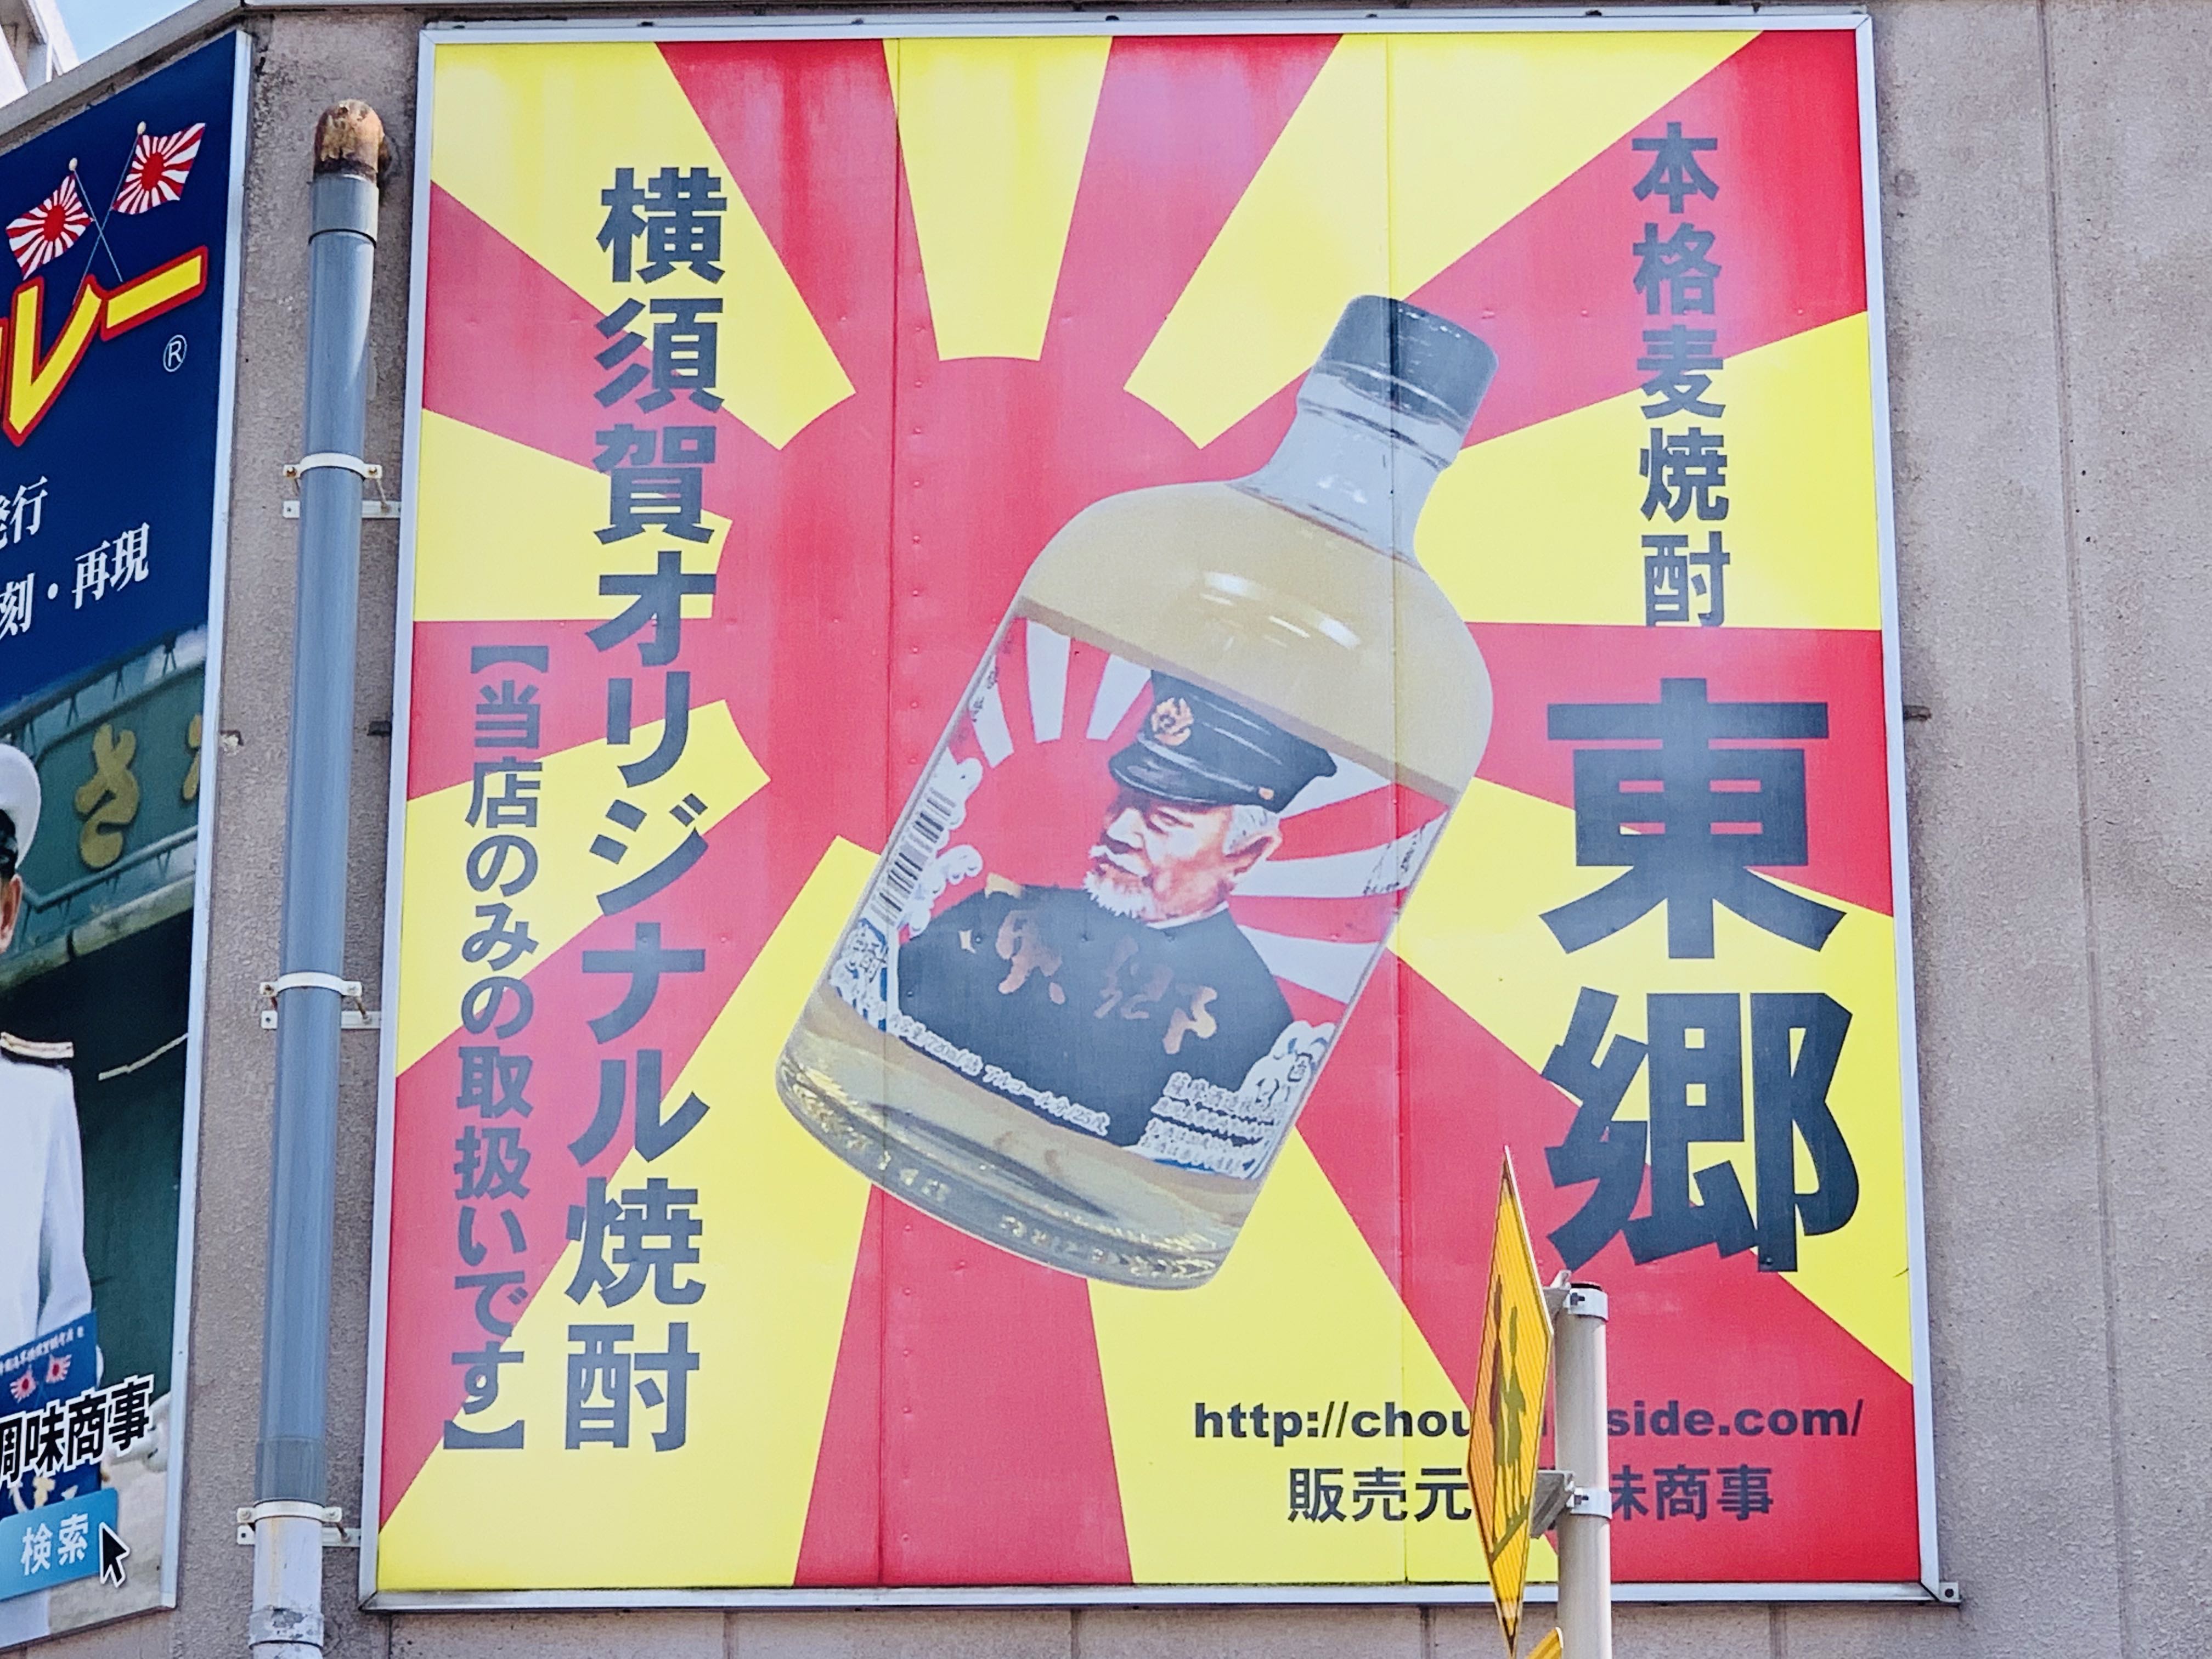 本格麦焼酎
東郷
横須賀オリジナル焼酎
【当店のみの取扱いです】
http://chou side.com/
販売元 味商事
レー
®
発行
刻・再現
調味商事
検索